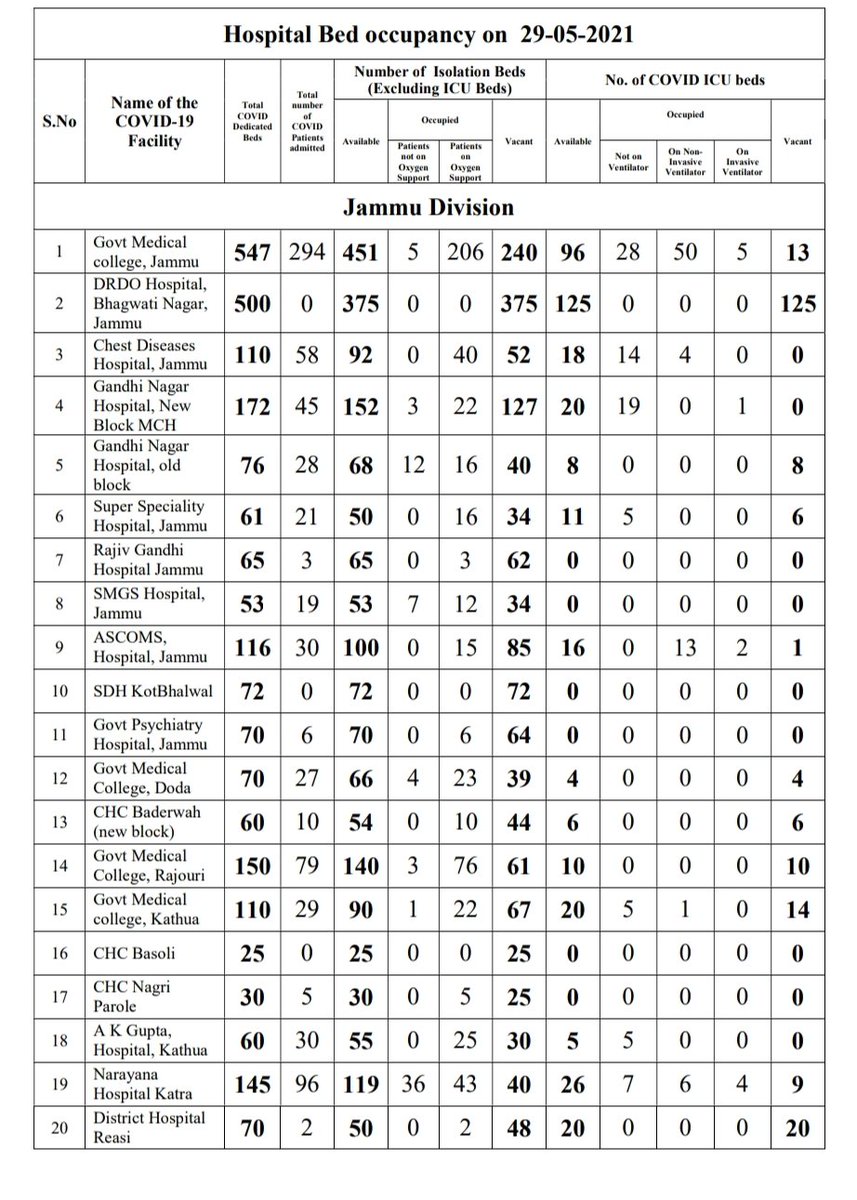 Hospital Bed occupancy on 29-05-2021
S.No
Name of the
COVID-19
Facility
Total
COVID
Dedicated
Beds
Total
number
of
COVID
Patients
admitted
Number of Isolation Beds
(Excluding ICU Beds)
Available
Occupied
Patients
not on
Oxygen
Support
Patients
on
Oxygen
Support
Vacant
No. of COVID ICU beds
Available
Occupied
Not on
Ventilator
On Non-
Invasive
Ventilator
On
Invasive
Ventilator
Vacant
Jammu Division
1 Govt Medical
college, Jammu 547 294 451 5 206 240 96 28 50 5 13
2 DRDO Hospital,
Bhagwati Nagar,
Jammu 500 0 375 0 0 375 125 0 0 0 125
3 Chest Diseases
Hospital, Jammu 110 58 92 0 40 52 18 14 4 0 0
4 Gandhi Nagar
Hospital, New
Block MCH 172 45 152 3 22 127 20 19 0 1 0
5 Gandhi Nagar
Hospital, old
block 76 28 68 12 16 40 8 0 0 0 8
6 Super Speciality
Hospital, Jammu 61 21 50 0 16 34 11 5 0 0 6
7 Rajiv Gandhi
Hospital Jammu 65 3 65 0 3 62 0 0 0 0 0
8 SMGS Hospital,
Jammu 53 19 53 7 12 34 0 0 0 0 0
9 ASCOMS,
Hospital, Jammu 116 30 100 0 15 85 16 0 13 2 1
10 SDH KotBhalwal 72 0 72 0 0 72 0 0 0 0 0
11 Govt Psychiatry
Hospital, Jammu 70 6 70 0 6 64 0 0 0 0 0
12 Govt Medical
College, Doda 70 27 66 4 23 39 4 0 0 0 4
13 CHC Baderwah
(new block) 60 10 54 0 10 44 6 0 0 0 6
14 Govt Medical
College, Rajouri 150 79 140 3 76 61 10 0 0 0 10
15 Govt Medical
college, Kathua 110 29 90 1 22 67 20 5 1 0 14
16 CHC Basoli 25 0 25 0 0 25 0 0 0 0 0
17 CHC Nagri
Parole 30 5 30 0 5 25 0 0 0 0 0
18 A K Gupta,
Hospital, Kathua 60 30 55 0 25 30 5 5 0 0 0
19 Narayana
Hospital Katra 145 96 119 36 43 40 26 7 6 4 9
20 District Hospital
Reasi 70 2 50 0 2 48 20 0 0 0 20